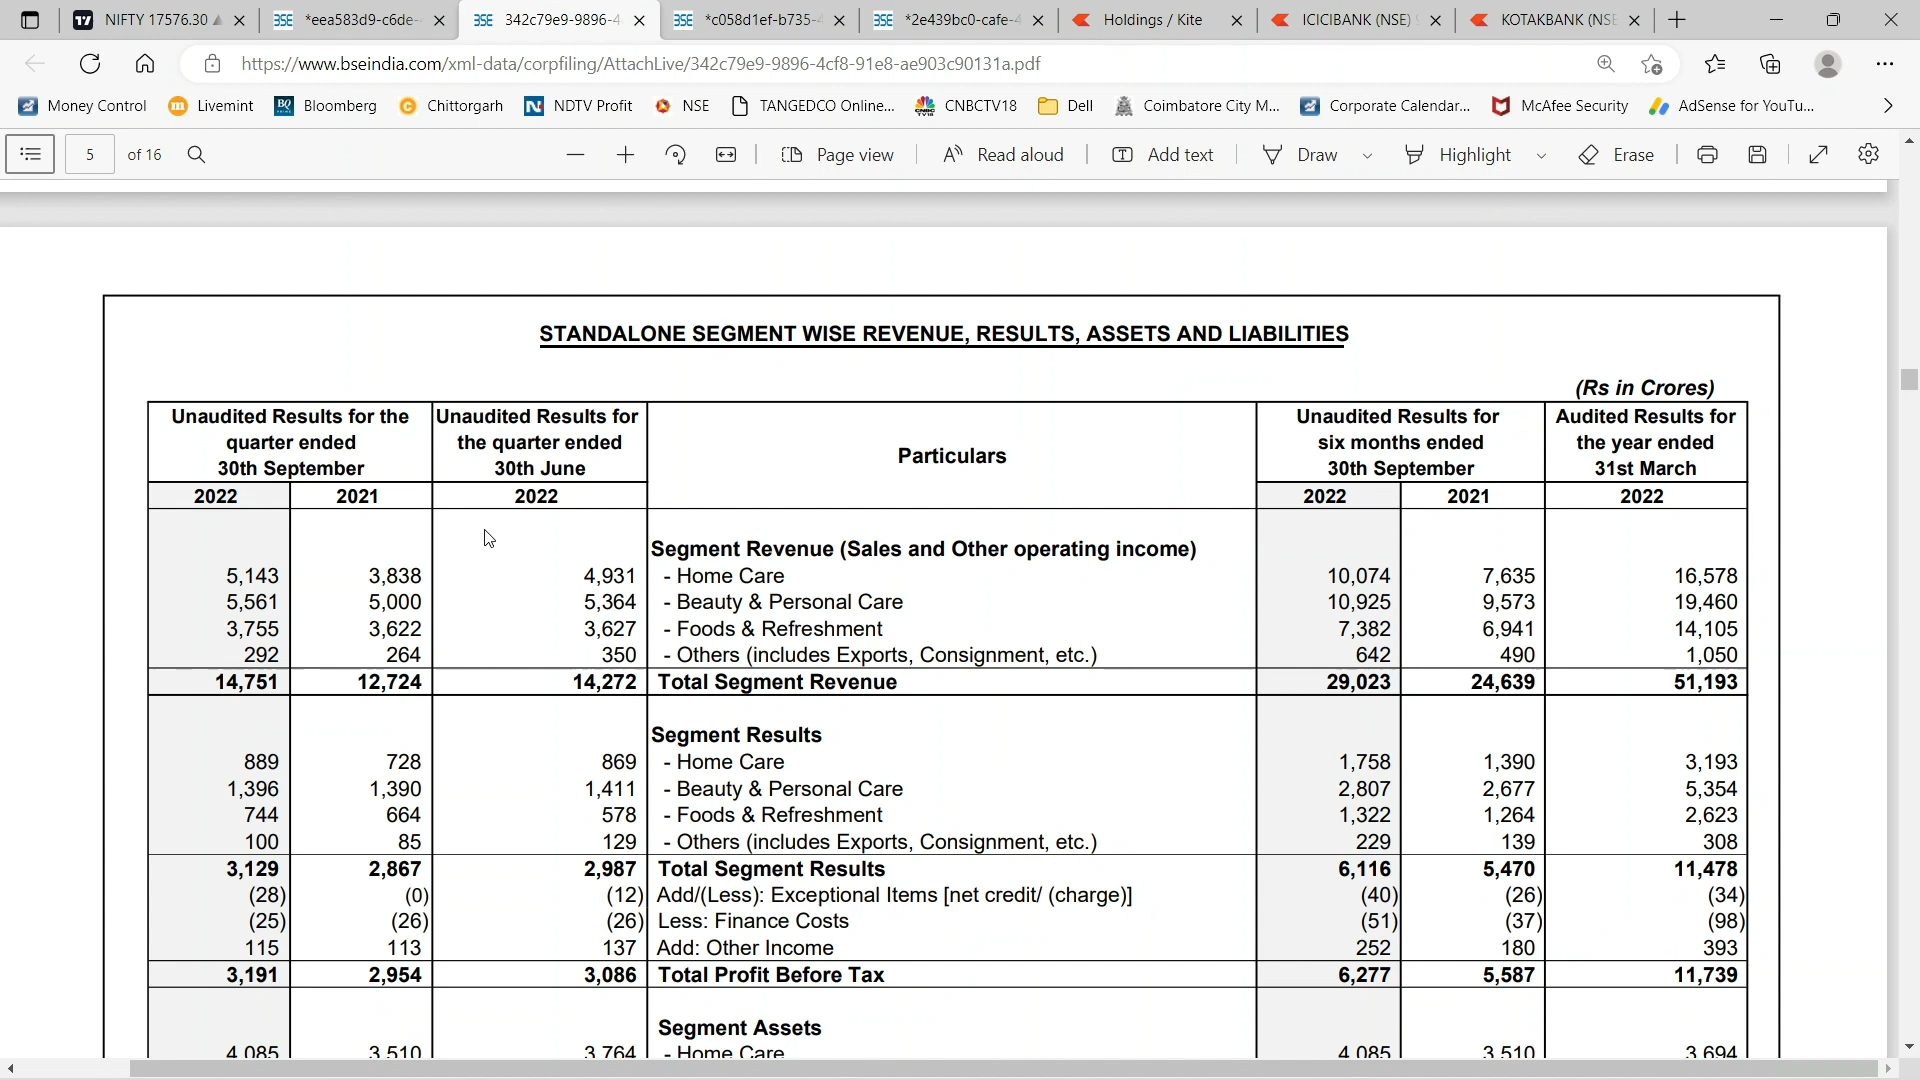 NIFTY 17576.30
*eea583d9-c6de-
342c79e9-9896-4
*c058d1ef-b735-4
*2e439bc0-cafe-4
Holdings / Kite
ICICIBANK (NSE)
KOTAKBANK (NSE
https://www.bseindia.com/xml-data/corpfiling/AttachLive/342c79e9-9896-4cf8-91e8-ae903c90131a.pdf
Money Control Livemint Bloomberg Chittorgarh NDTV Profit NSE TANGEDCO Online... CNBCTV18 Dell Coimbatore City M... Corporate Calendar... McAfee Security AdSense for YouTu...
5 of 16 Page view Read aloud Add text Draw Highlight Erase
STANDALONE SEGMENT WISE REVENUE, RESULTS, ASSETS AND LIABILITIES
(Rs in Crores)
Unaudited Results for the quarter ended 30th September Unaudited Results for the quarter ended 30th June Particulars Unaudited Results for six months ended 30th September Audited Results for the year ended 31st March
2022 2021 2022 2022 2021 2022
Segment Revenue (Sales and Other operating income)
5,143 3,838 4,931 - Home Care 10,074 7,635 16,578
5,561 5,000 5,364 - Beauty & Personal Care 10,925 9,573 19,460
3,755 3,622 3,627 - Foods & Refreshment 7,382 6,941 14,105
292 264 350 - Others (includes Exports, Consignment, etc.) 642 490 1,050
14,751 12,724 14,272 Total Segment Revenue 29,023 24,639 51,193
Segment Results
889 728 869 - Home Care 1,758 1,390 3,193
1,396 1,390 1,411 - Beauty & Personal Care 2,807 2,677 5,354
744 664 578 - Foods & Refreshment 1,322 1,264 2,623
100 85 129 - Others (includes Exports, Consignment, etc.) 229 139 308
3,129 2,867 2,987 Total Segment Results 6,116 5,470 11,478
(28) (0) (12) Add/(Less): Exceptional Items [net credit/ (charge)] (40) (26) (34)
(25) (26) (26) Less: Finance Costs (51) (37) (98)
115 113 137 Add: Other Income 252 180 393
3,191 2,954 3,086 Total Profit Before Tax 6,277 5,587 11,739
Segment Assets
4,085 3,510 3,764 - Home Care 4,085 3,510 3,694